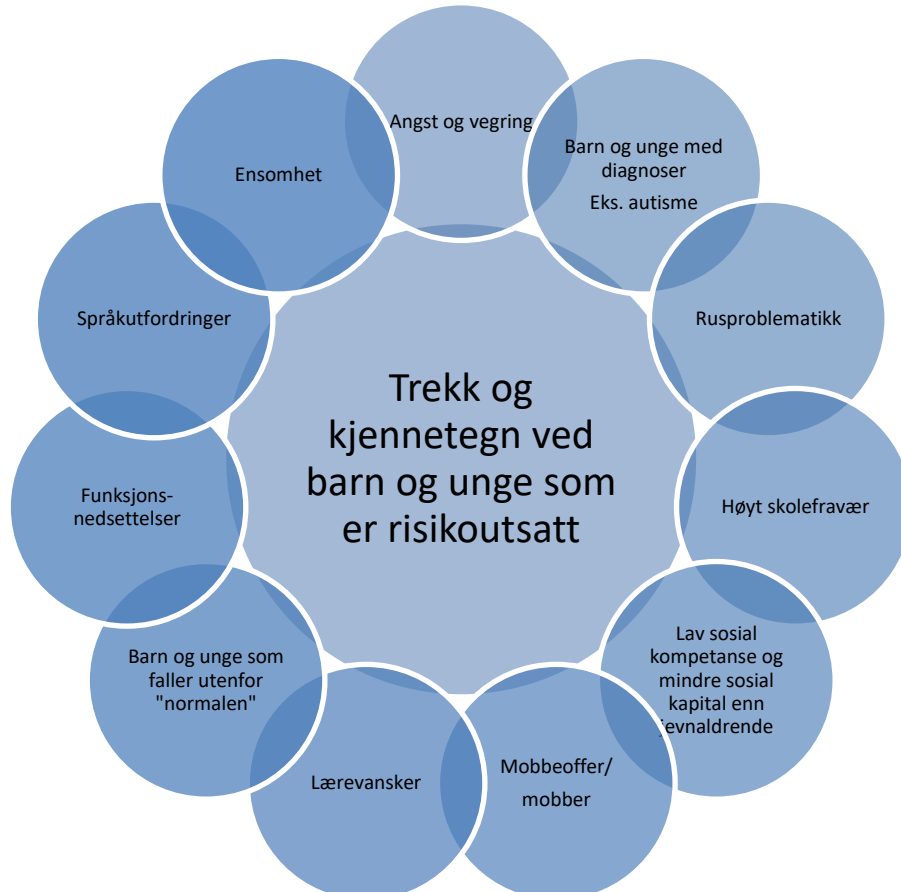 Angst og vegring
Barn og unge med
diagnoser
Eks. autisme
Rusproblematikk
Høyt skolefravær
Lav sosial
kompetanse og
mindre sosial
kapital enn
jevnaldrende
Mobbeoffer/
mobber
Lærevansker
Barn og unge som
faller utenfor
"normalen"
Funksjons-
nedsettelser
Språkutfordringer
Ensomhet
Trekk og
kjennetegn ved
barn og unge som
er risikoutsatt